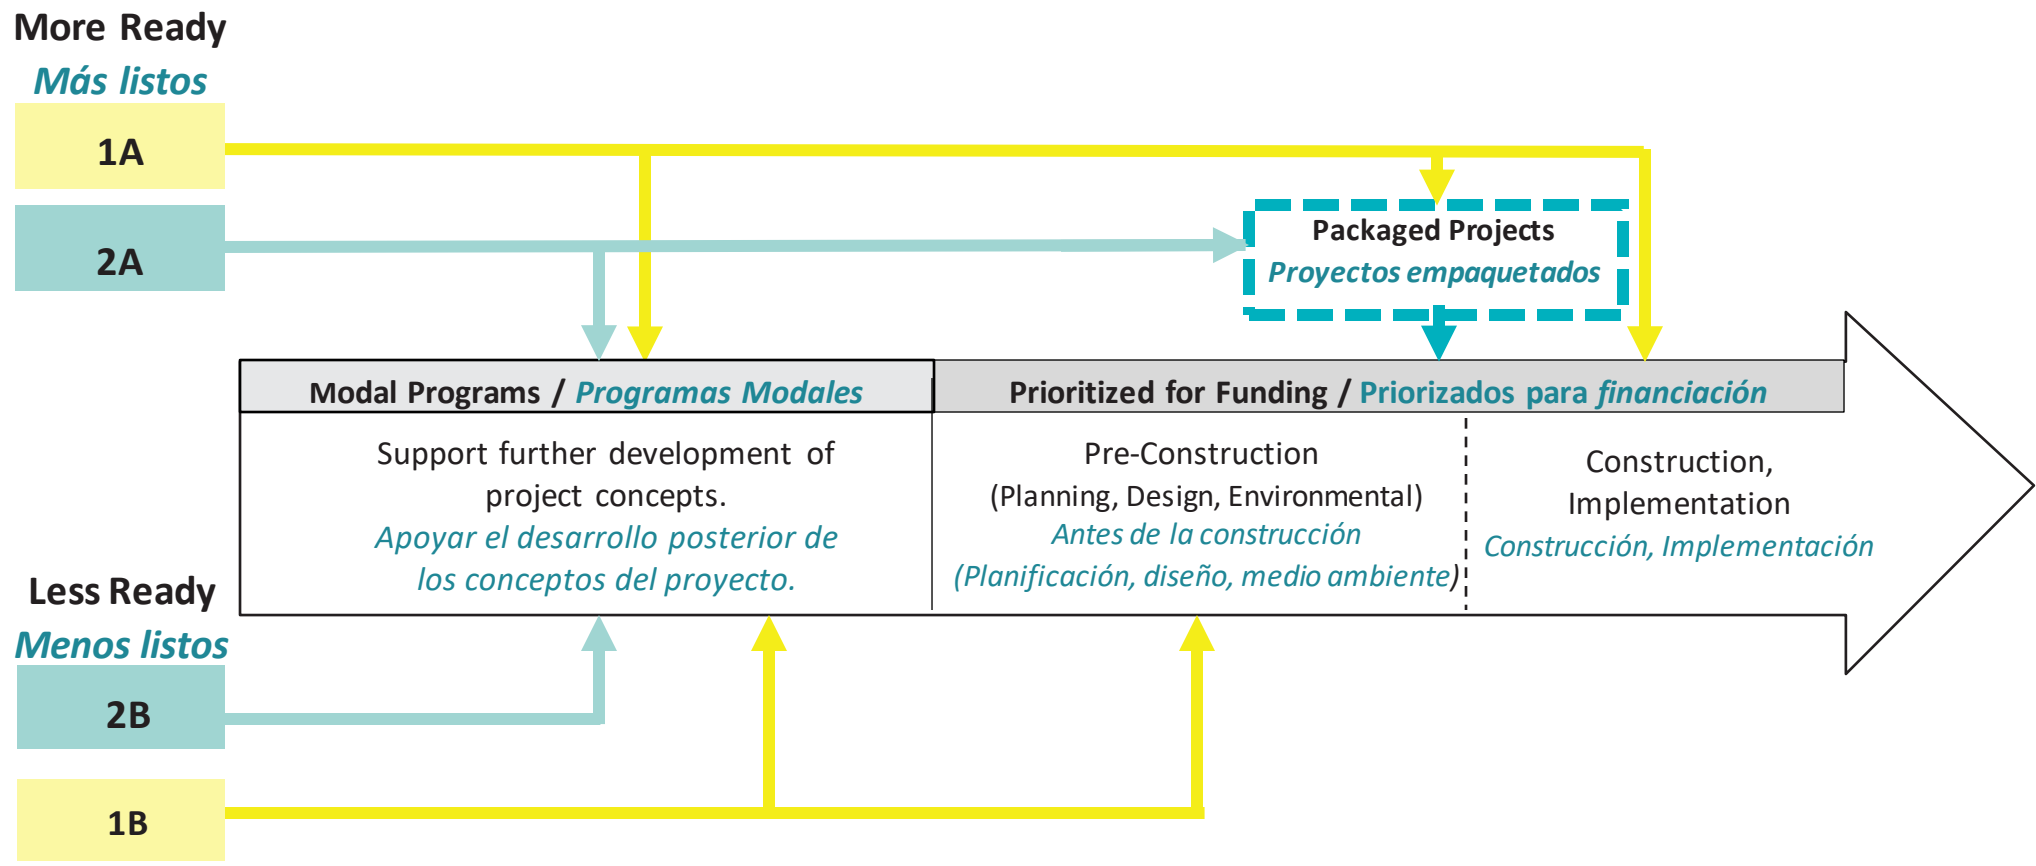 More Ready
Más listos
1A
2A
Packaged Projects
Proyectos empaquetados
Modal Programs / Programas Modales
Prioritized for Funding / Priorizados para financiación
Support further development of
project concepts.
Apoyar el desarrollo posterior de
los conceptos del proyecto.
Pre-Construction
(Planning, Design, Environmental)
Antes de la construcción
(Planificación, diseño, medio ambiente)
Construction,
Implementation
Construcción, Implementación
Less Ready
Menos listos
2B
1B